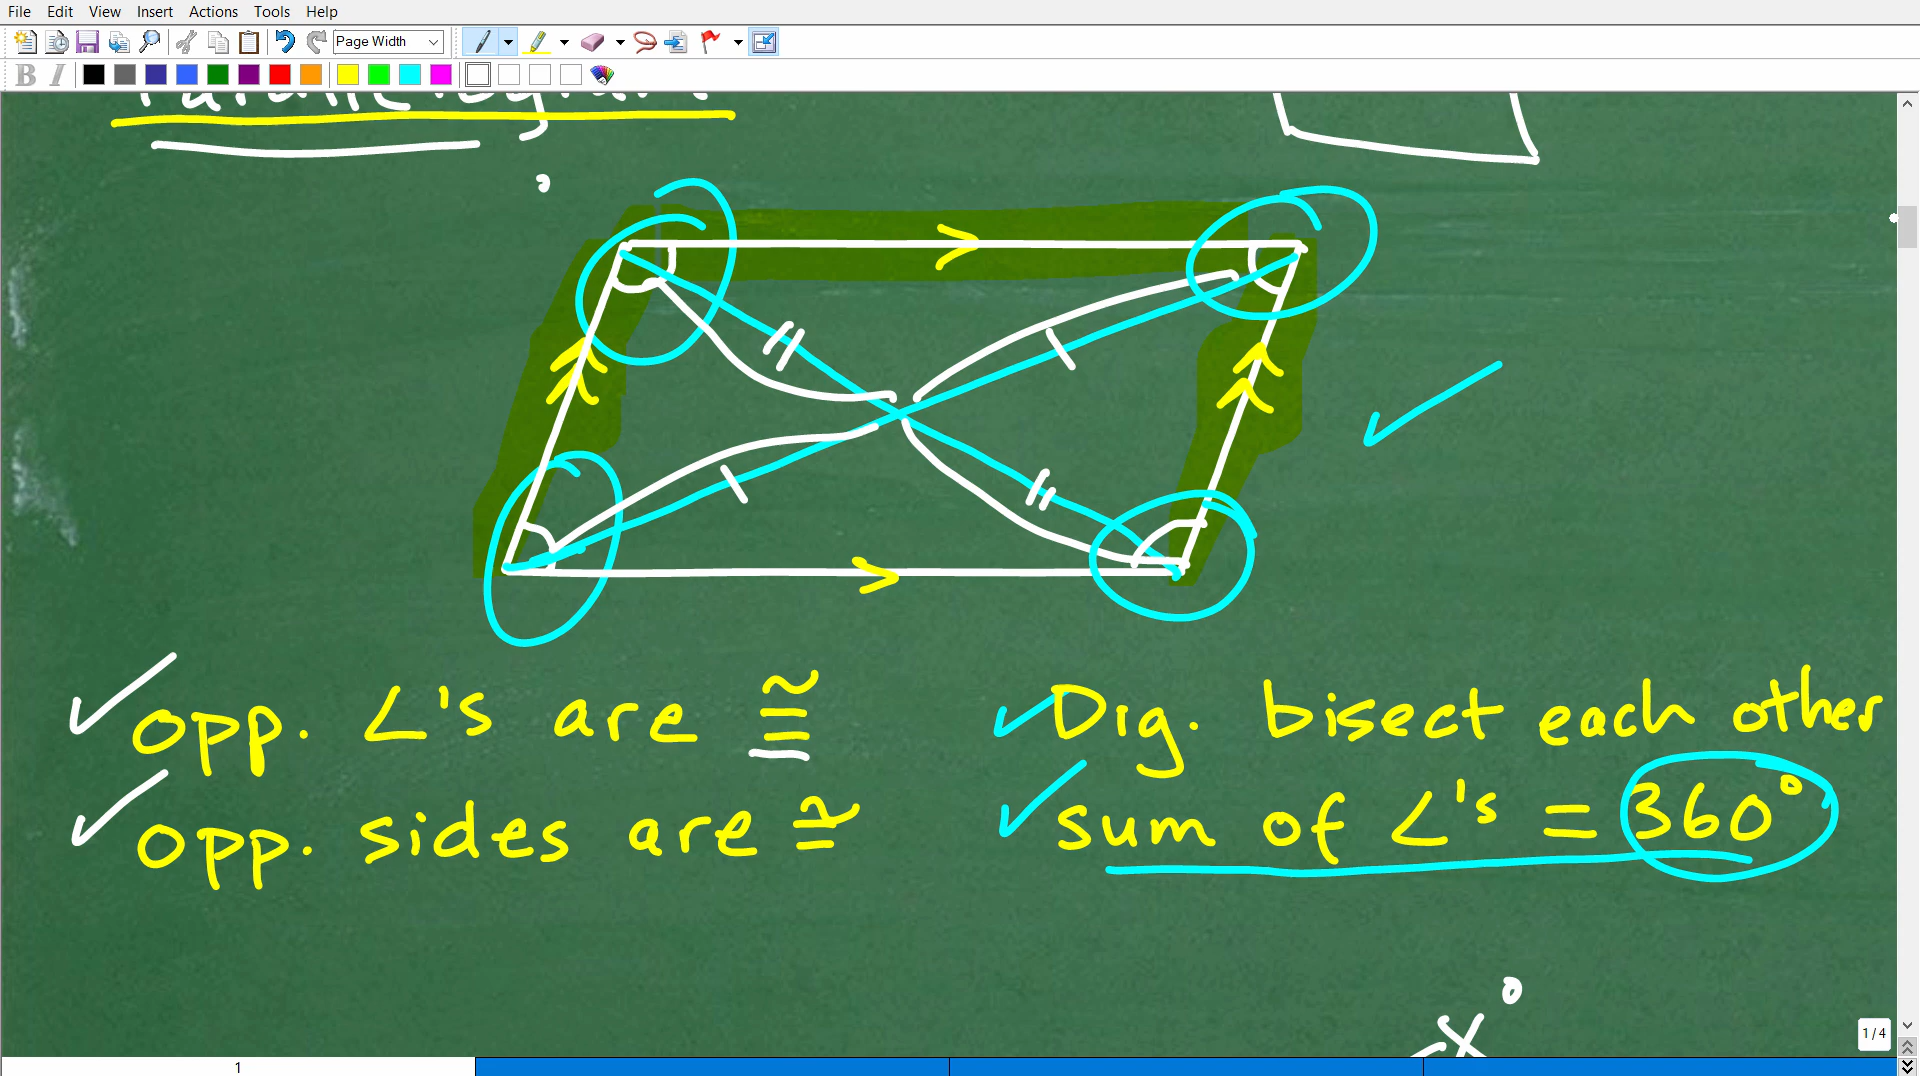 File Edit View Insert Actions Tools Help
Page Width
B I
opp. ∠'s are ≅
opp. sides are ≅
Dig. bisect each other
sum of ∠'s = 360°
x°
1 / 4
1